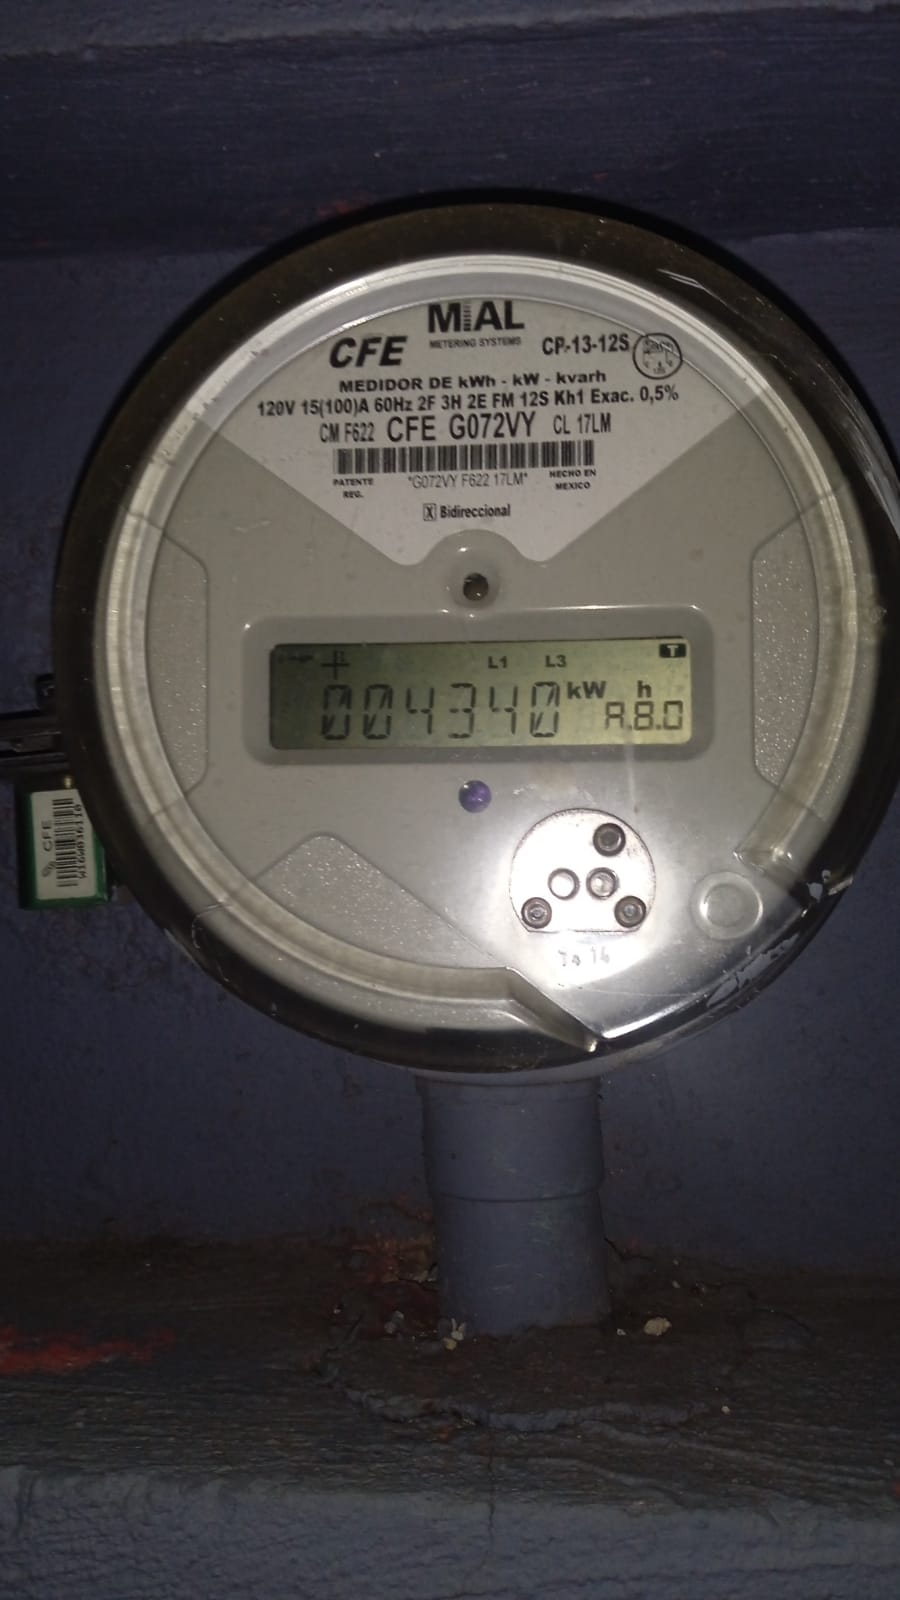 MIAL
METERING SYSTEMS
CFE
CP-13-12S
MEDIDOR DE kWh - kW - kvarh
120V 15(100)A 60Hz 2F 3H 2E FM 12S Kh1 Exac. 0,5%
CM F622 CFE G072VY CL 17LM
PATENTE REG.
*G072VY F622 17LM*
HECHO EN MEXICO
X Bidireccional
L1 L3 T
004340 kW h
A.8.0
CFE
14 14